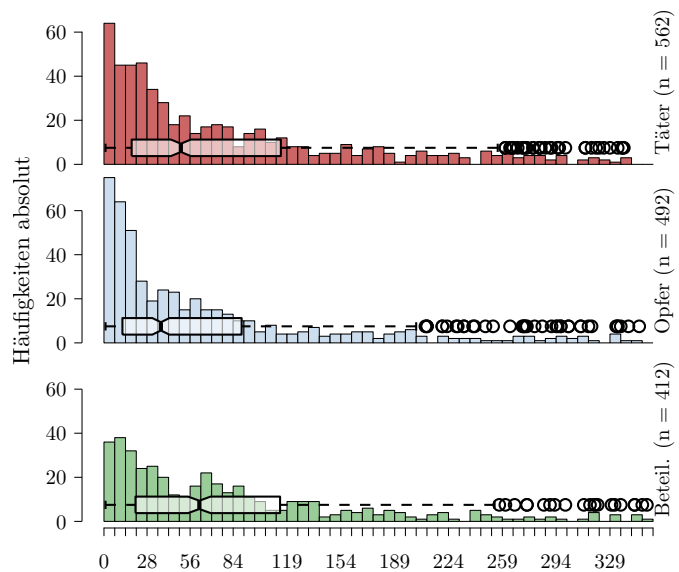 Häufigkeiten absolut
60
40
20
0
Täter (n = 562)
60
40
20
0
Opfer (n = 492)
60
40
20
0
Beteil. (n = 412)
0 28 56 84 119 154 189 224 259 294 329